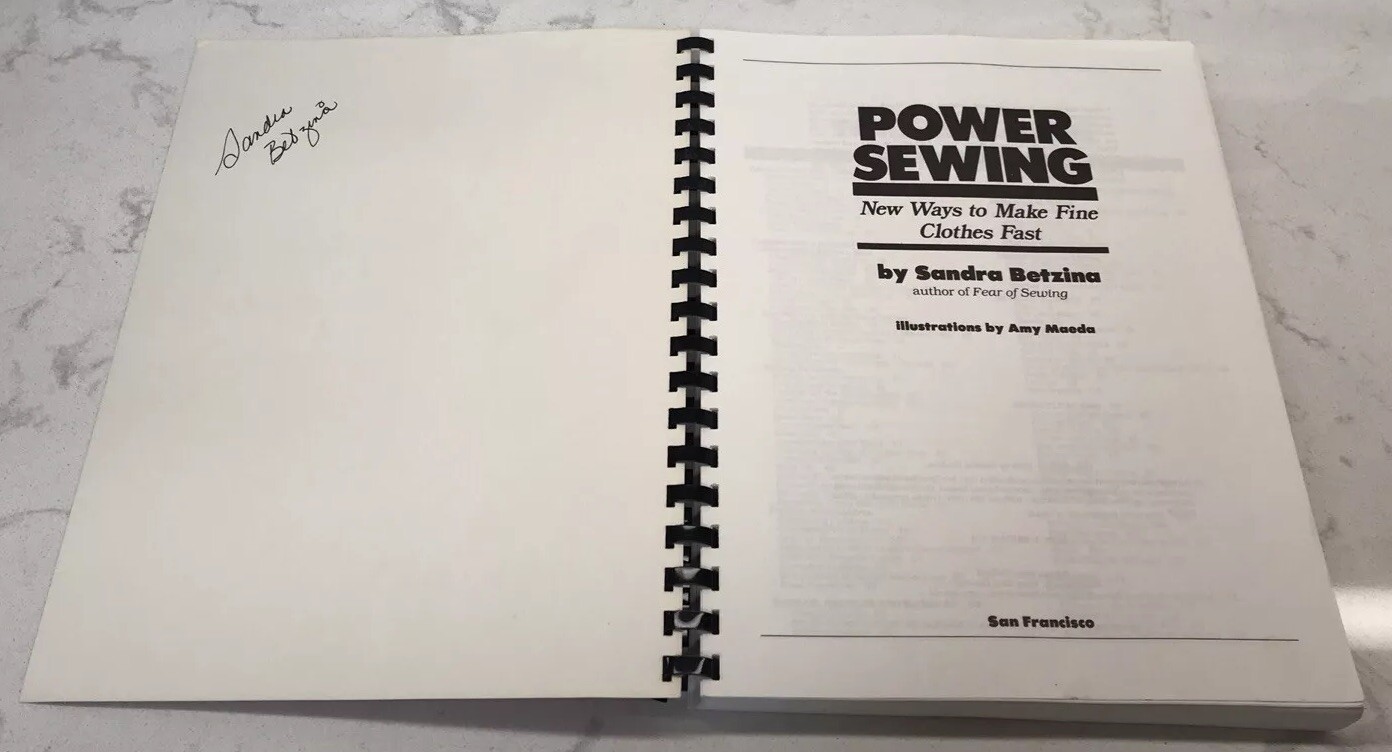 Sandra
Betzina
POWER
SEWING
New Ways to Make Fine
Clothes Fast
by Sandra Betzina
author of Fear of Sewing
illustrations by Amy Maeda
San Francisco